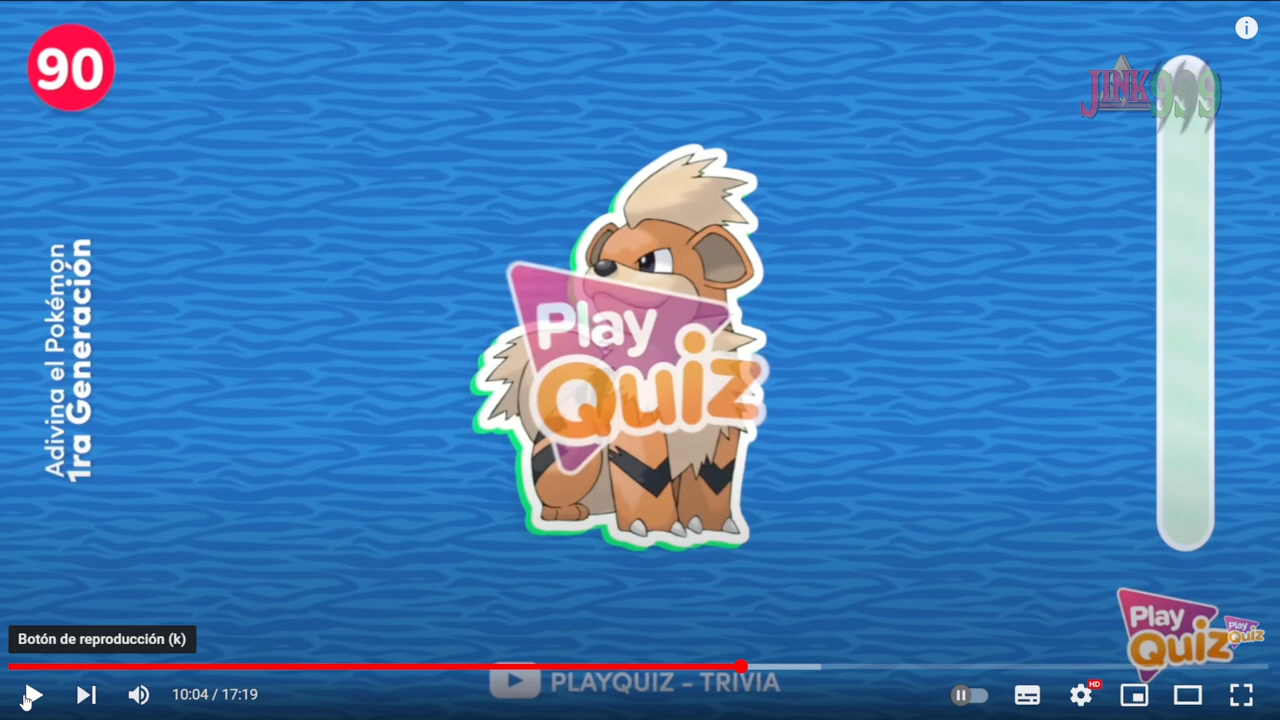 90
i
JINK999
Adivina el Pokémon
1ra Generación
Play
Quiz
Play
Quiz
Play
Quiz
Botón de reproducción (k)
10:04 / 17:19
PLAYQUIZ - TRIVIA
HD